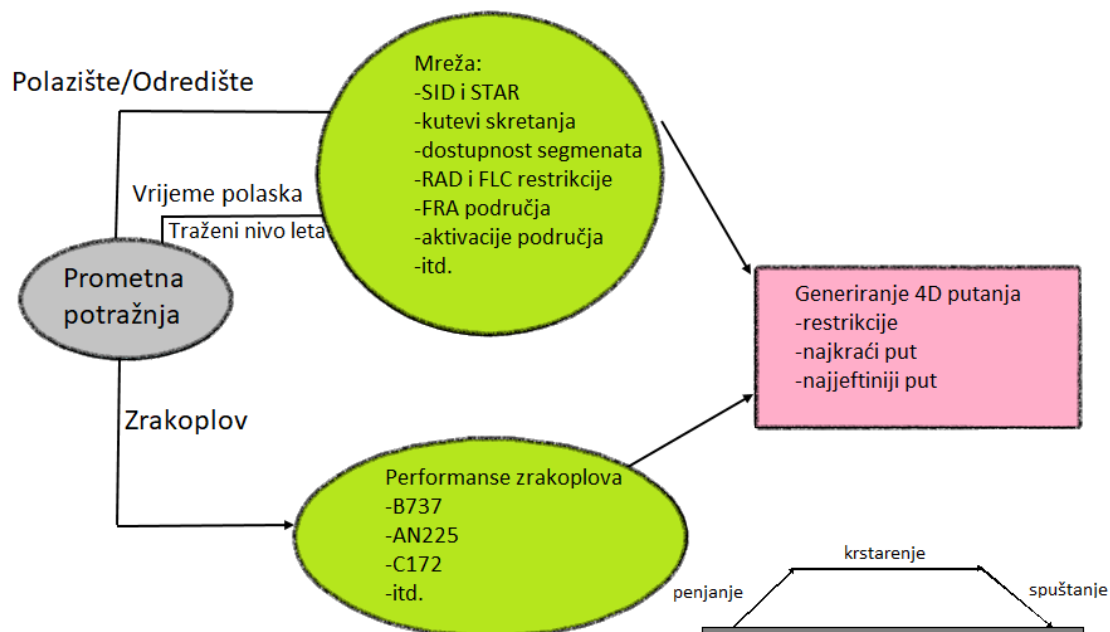 Polazište/Odredište
Vrijeme polaska
Traženi nivo leta
Prometna
potražnja
Zrakoplov
Mreža:
-SID i STAR
-kutevi skretanja
-dostupnost segmenata
-RAD i FLC restrikcije
-FRA područja
-aktivacije područja
-itd.
Performanse zrakoplova
-B737
-AN225
-C172
-itd.
Generiranje 4D putanja
-restrikcije
-najkraći put
-najjeftiniji put
krstarenje
penjanje
spuštanje